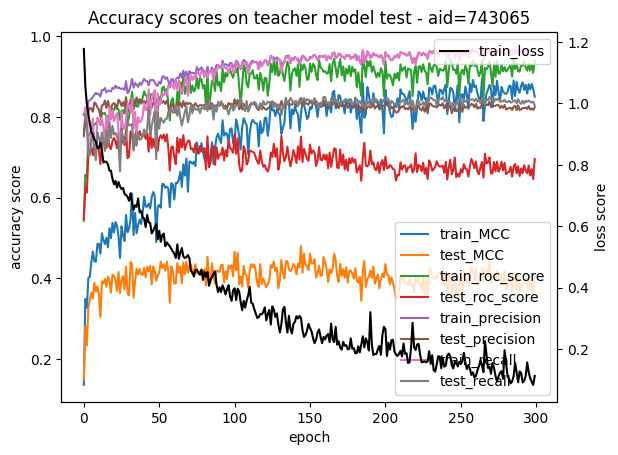 Accuracy scores on teacher model test - aid=743065
train_loss
accuracy score
loss score
1.0
0.8
0.6
0.4
0.2
1.2
1.0
0.8
0.6
0.4
0.2
train_MCC
test_MCC
train_roc_score
test_roc_score
train_precision
test_precision
train_recall
test_recall
0 50 100 150 200 250 300
epoch